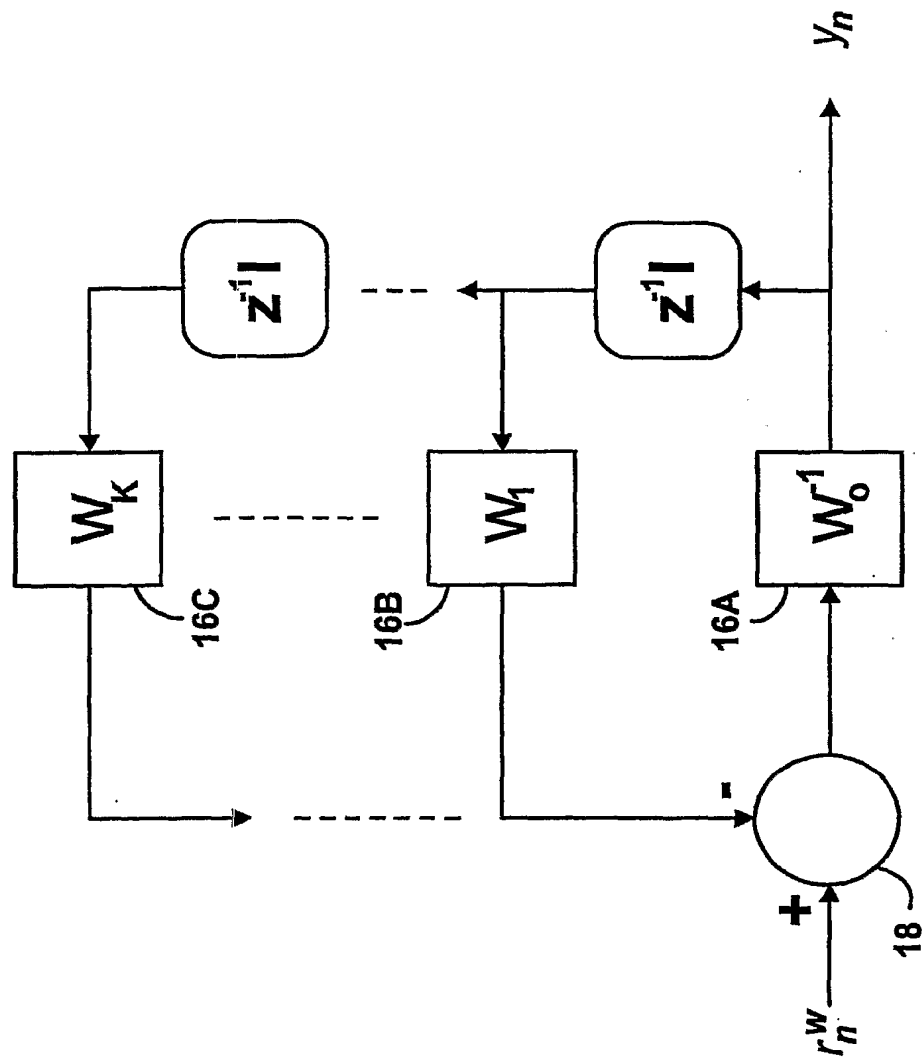 W_K
z^-1 I
16C
W_1
z^-1 I
16B
W_o^-1
16A
y_n
-
+
18
r_n^w